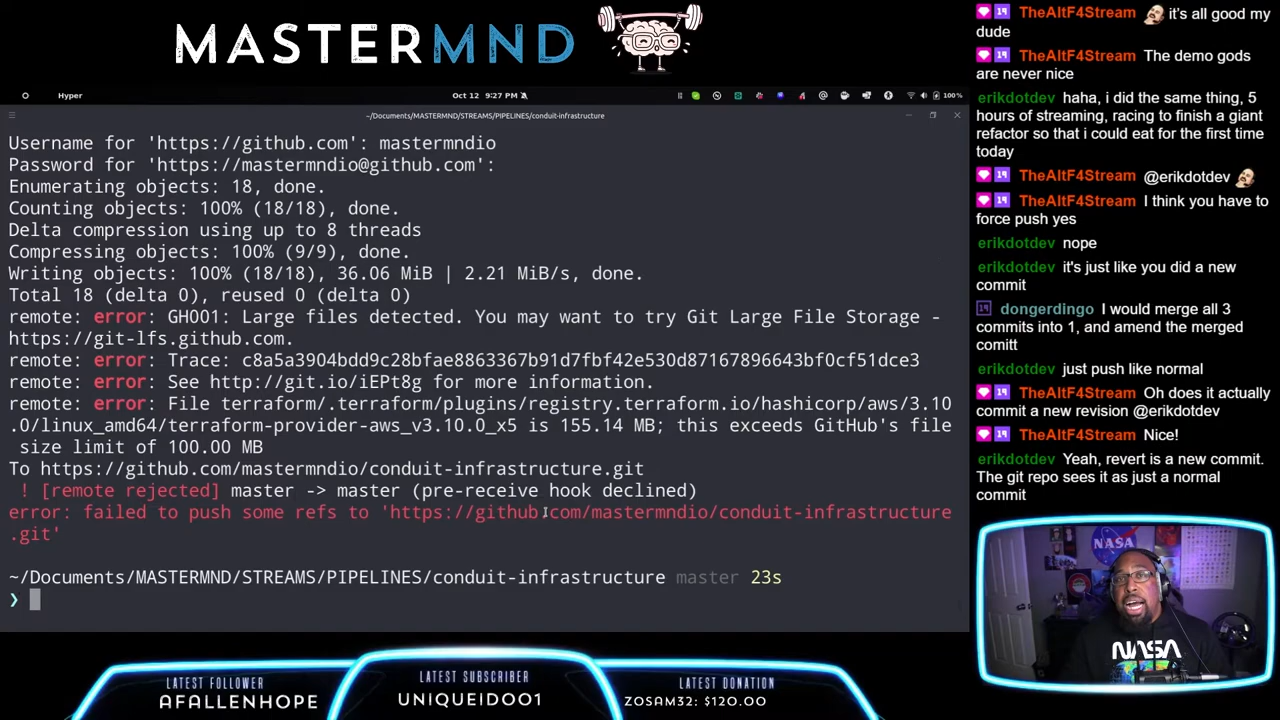 MASTERMND
Hyper
Oct 12 9:27 PM
100%
~/Documents/MASTERMND/STREAMS/PIPELINES/conduit-infrastructure
Username for 'https://github.com': mastermndio
Password for 'https://mastermndio@github.com':
Enumerating objects: 18, done.
Counting objects: 100% (18/18), done.
Delta compression using up to 8 threads
Compressing objects: 100% (9/9), done.
Writing objects: 100% (18/18), 36.06 MiB | 2.21 MiB/s, done.
Total 18 (delta 0), reused 0 (delta 0)
remote: error: GH001: Large files detected. You may want to try Git Large File Storage -
https://git-lfs.github.com.
remote: error: Trace: c8a5a3904bdd9c28bfae8863367b91d7fbf42e530d87167896643bf0cf51dce3
remote: error: See http://git.io/iEPt8g for more information.
remote: error: File terraform/.terraform/plugins/registry.terraform.io/hashicorp/aws/3.10
.0/linux_amd64/terraform-provider-aws_v3.10.0_x5 is 155.14 MB; this exceeds GitHub's file
size limit of 100.00 MB
To https://github.com/mastermndio/conduit-infrastructure.git
! [remote rejected] master -> master (pre-receive hook declined)
error: failed to push some refs to 'https://github.com/mastermndio/conduit-infrastructure
.git'
~/Documents/MASTERMND/STREAMS/PIPELINES/conduit-infrastructure master 23s
❯
TheAltF4Stream it's all good my
dude
TheAltF4Stream The demo gods
are never nice
erikdotdev haha, i did the same thing, 5
hours of streaming, racing to finish a giant
refactor so that i could eat for the first time
today
TheAltF4Stream @erikdotdev
TheAltF4Stream I think you have to
force push yes
erikdotdev nope
erikdotdev it's just like you did a new
commit
dongerdingo I would merge all 3
commits into 1, and amend the merged
comitt
erikdotdev just push like normal
TheAltF4Stream Oh does it actually
commit a new revision @erikdotdev
TheAltF4Stream Nice!
erikdotdev Yeah, revert is a new commit.
The git repo sees it as just a normal
commit
NASA
NASA
LATEST FOLLOWER
AFALLENHOPE
LATEST SUBSCRIBER
UNIQUEID001
LATEST DONATION
ZOSAM32: $120.00